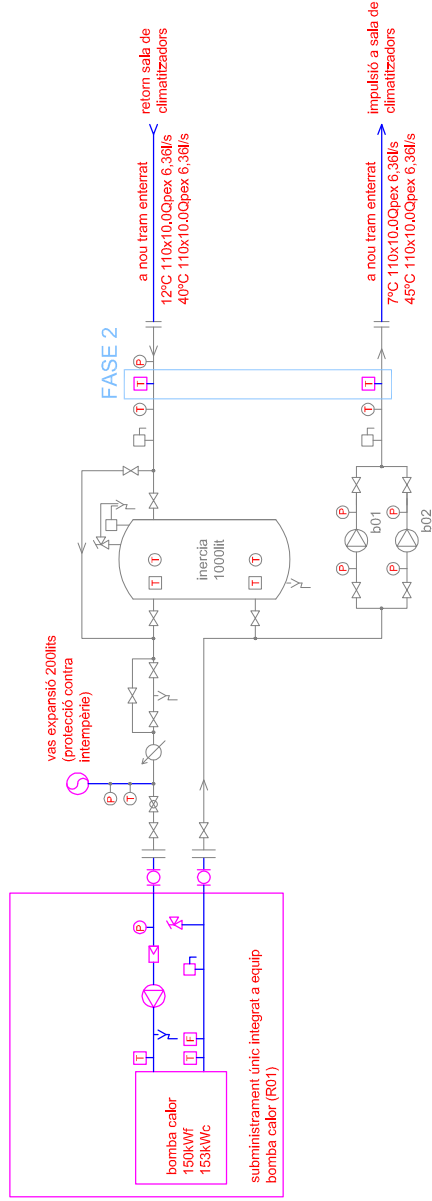 retorn sala de
climatitzadors
a nou tram enterrat
12ºC 110x10.0Qpex 6,36l/s
40ºC 110x10.0Qpex 6,36l/s
impulsió a sala de
climatitzadors
a nou tram enterrat
7ºC 110x10.0Qpex 6,36l/s
45ºC 110x10.0Qpex 6,36l/s
FASE 2
P
T
T
T
T
inercia
1000lit
T
T
T
T
P
P
b01
P
P
b02
vas expansió 200lits
(protecció contra
intempèrie)
P
T
P
T
T
F
bomba calor
150kWf
153kWc
subministrament únic integrat a equip
bomba calor (R01)